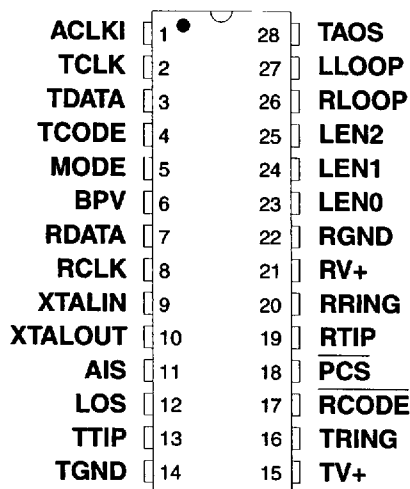 ACLKI 1 28 TAOS
TCLK 2 27 LLOOP
TDATA 3 26 RLOOP
TCODE 4 25 LEN2
MODE 5 24 LEN1
BPV 6 23 LEN0
RDATA 7 22 RGND
RCLK 8 21 RV+
XTALIN 9 20 RRING
XTALOUT 10 19 RTIP
AIS 11 18 PCS
LOS 12 17 RCODE
TTIP 13 16 TRING
TGND 14 15 TV+